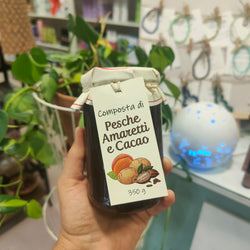 Composta di
Pesche
Amaretti
e Cacao
350 g